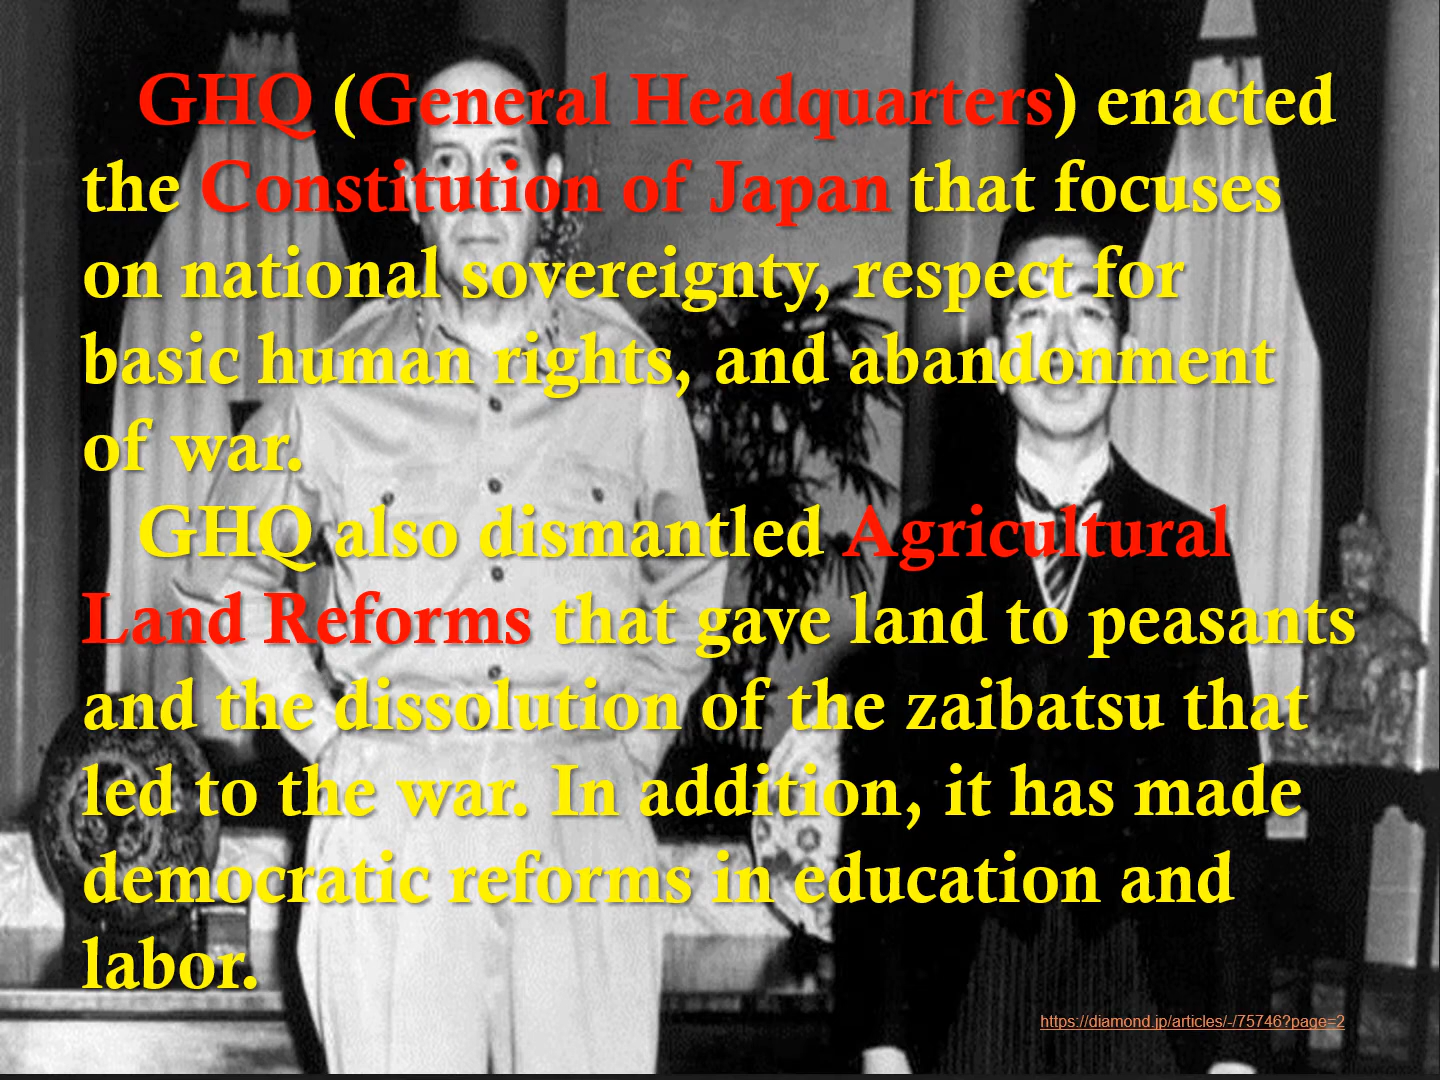 GHQ (General Headquarters) enacted
the Constitution of Japan that focuses
on national sovereignty, respect for
basic human rights, and abandonment
of war.
GHQ also dismantled Agricultural
Land Reforms that gave land to peasants
and the dissolution of the zaibatsu that
led to the war. In addition, it has made
democratic reforms in education and
labor.
https://diamond.jp/articles/-/75746?page=2